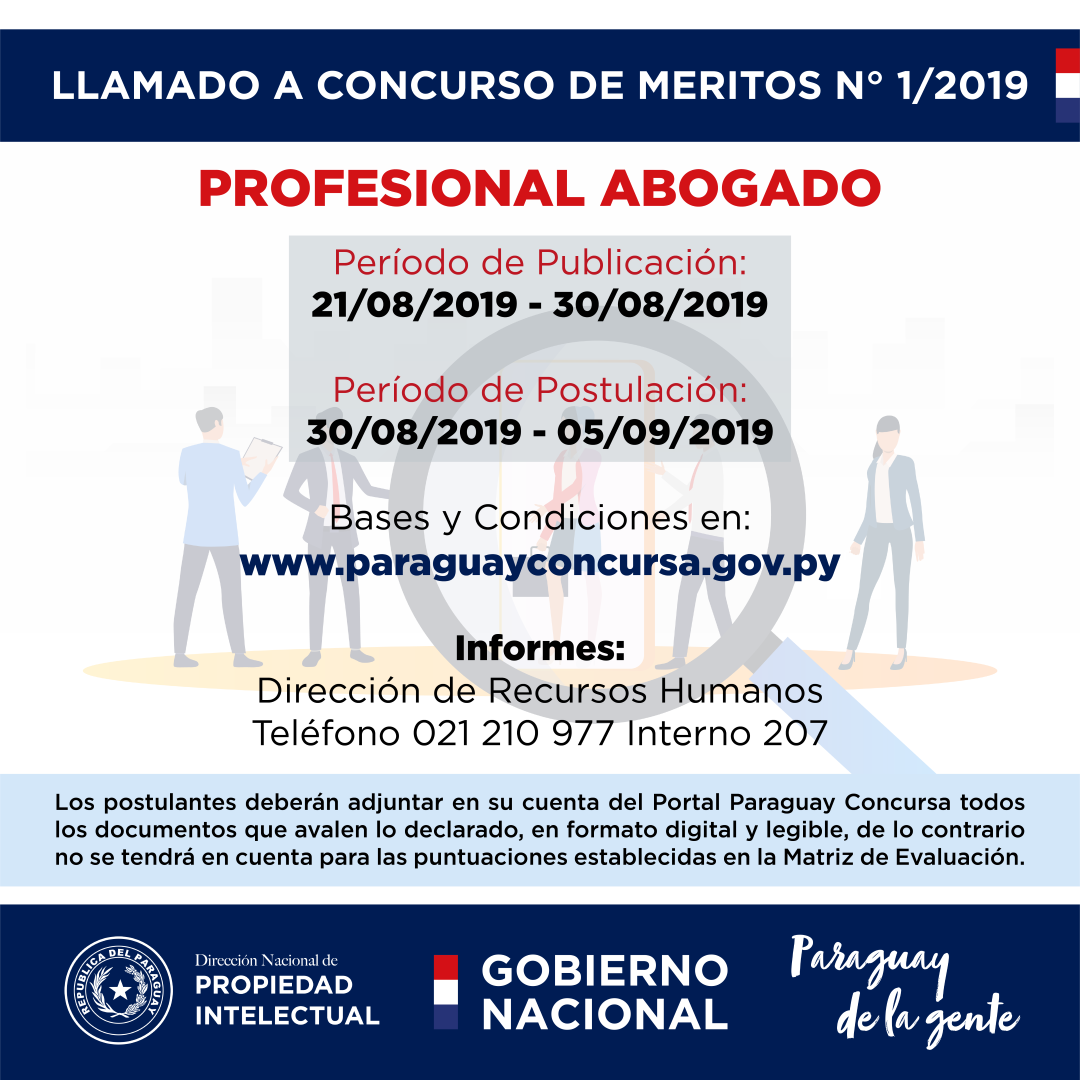 LLAMADO A CONCURSO DE MERITOS N° 1/2019
PROFESIONAL ABOGADO
Período de Publicación:
21/08/2019 - 30/08/2019
Período de Postulación:
30/08/2019 - 05/09/2019
Bases y Condiciones en:
www.paraguayconcursa.gov.py
Informes:
Dirección de Recursos Humanos
Teléfono 021 210 977 Interno 207
Los postulantes deberán adjuntar en su cuenta del Portal Paraguay Concursa todos
los documentos que avalen lo declarado, en formato digital y legible, de lo contrario
no se tendrá en cuenta para las puntuaciones establecidas en la Matriz de Evaluación.
REPUBLICA DEL PARAGUAY
Dirección Nacional de
PROPIEDAD
INTELECTUAL
GOBIERNO
NACIONAL
Paraguay
de la gente